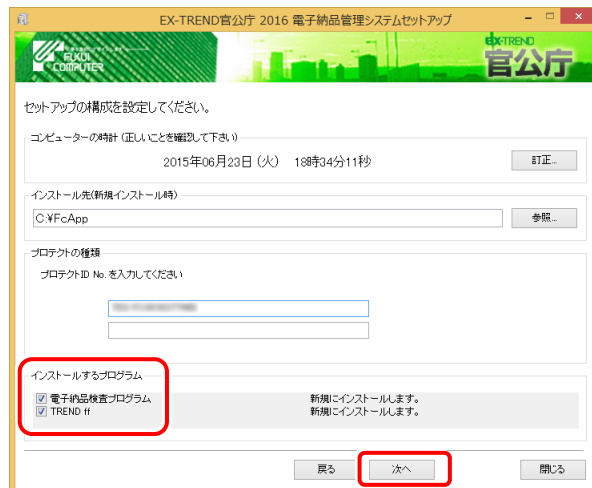 EX-TREND官公庁 2016 電子納品管理システムセットアップ
FUKUI
COMPUTER
EX-TREND
官公庁
セットアップの構成を設定してください。
コンピューターの時計（正しいことを確認して下さい）
2015年06月23日（火） 18時34分11秒
訂正...
インストール先(新規インストール時)
C:¥FcApp
参照...
プロテクトの種類
プロテクトID No. を入力してください
インストールするプログラム
電子納品検査プログラム 新規にインストールします。
TREND ff 新規にインストールします。
戻る 次へ 閉じる